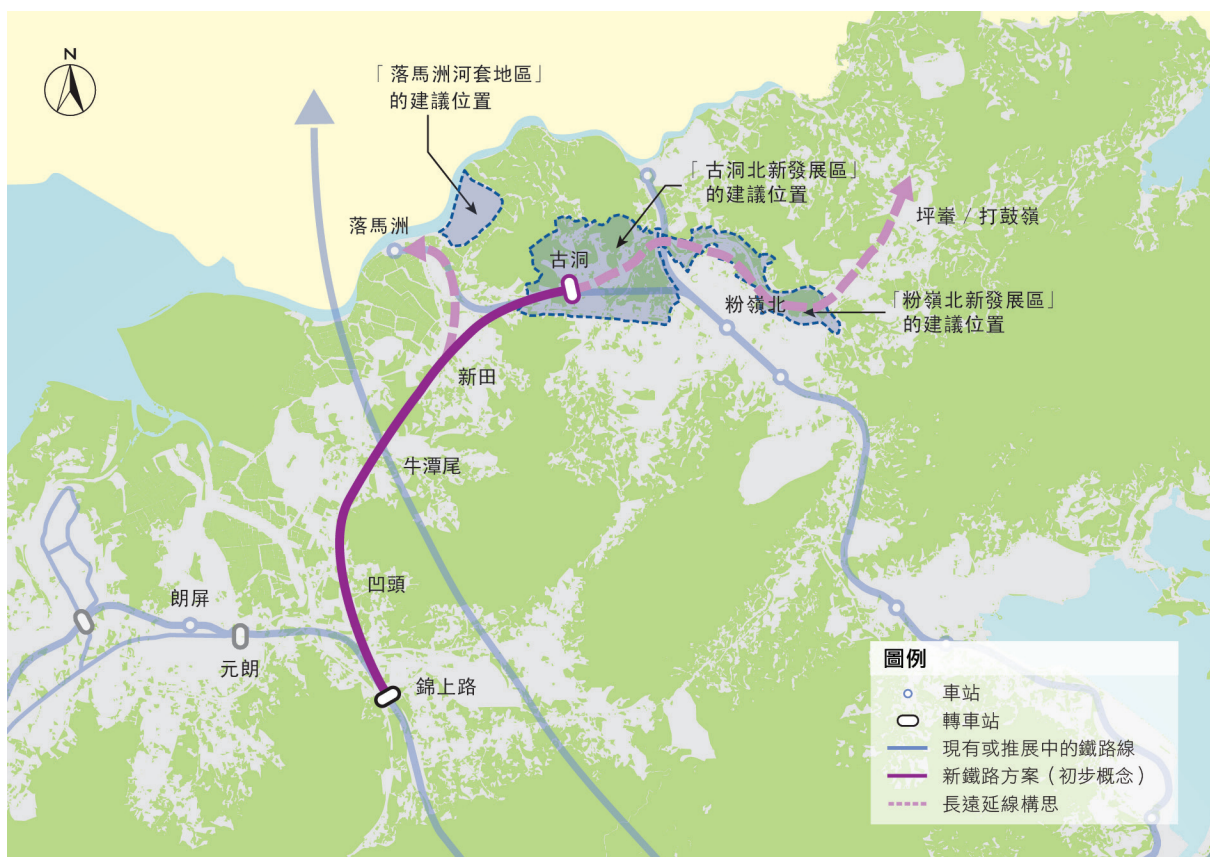 N
「落馬洲河套地區」
的建議位置
「古洞北新發展區」
的建議位置
落馬洲
坪輋 / 打鼓嶺
古洞
粉嶺北
「粉嶺北新發展區」
的建議位置
新田
牛潭尾
凹頭
朗屏
元朗
錦上路
圖例
車站
轉車站
現有或推展中的鐵路線
新鐵路方案（初步概念）
長遠延線構思